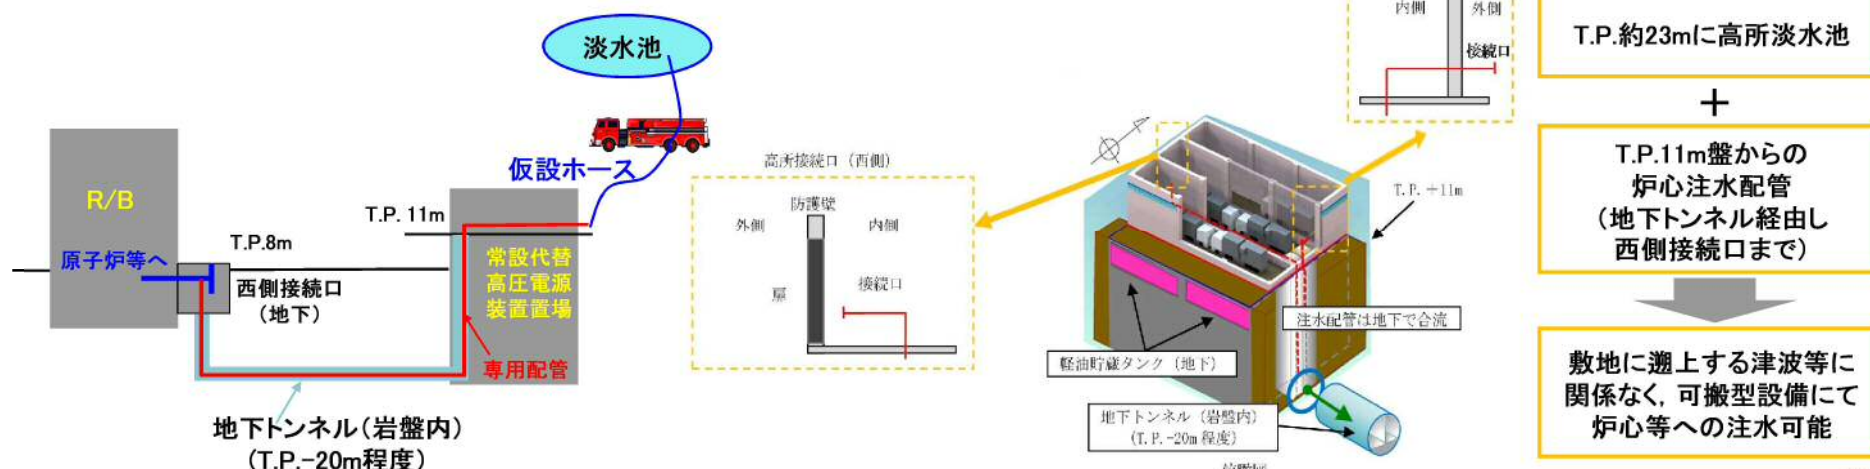 淡水池
仮設ホース
R/B
原子炉等へ
T.P.8m
西側接続口
(地下)
T.P. 11m
常設代替
高圧電源
装置置場
専用配管
地下トンネル(岩盤内)
(T.P.-20m程度)
高所接続口 (西側)
防護壁
外側
内側
扉
接続口
内側
外側
接続口
T.P.+11m
注水配管は地下で合流
軽油貯蔵タンク (地下)
地下トンネル (岩盤内)
(T.P.-20m 程度)
T.P.約23mに高所淡水池
+
T.P.11m盤からの
炉心注水配管
(地下トンネル経由し
西側接続口まで)
敷地に遡上する津波等に
関係なく, 可搬型設備にて
炉心等への注水可能